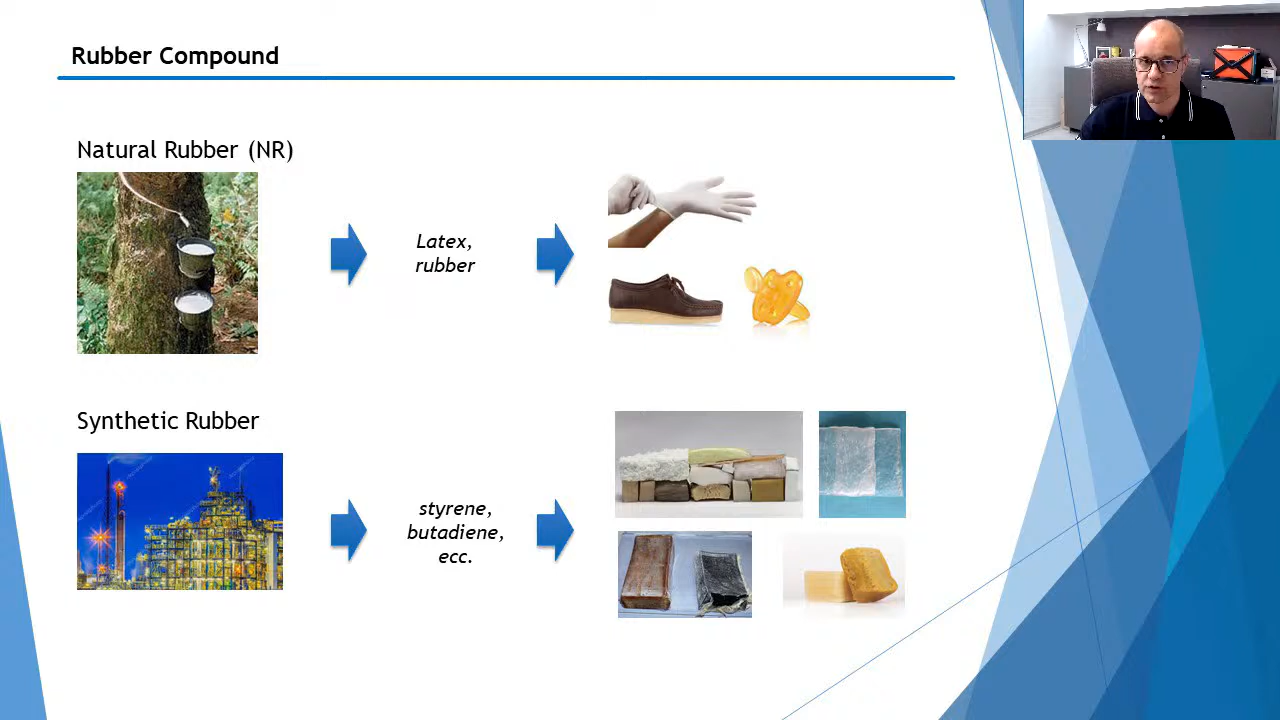 Rubber Compound
Natural Rubber (NR)
Latex,
rubber
Synthetic Rubber
styrene,
butadiene,
ecc.